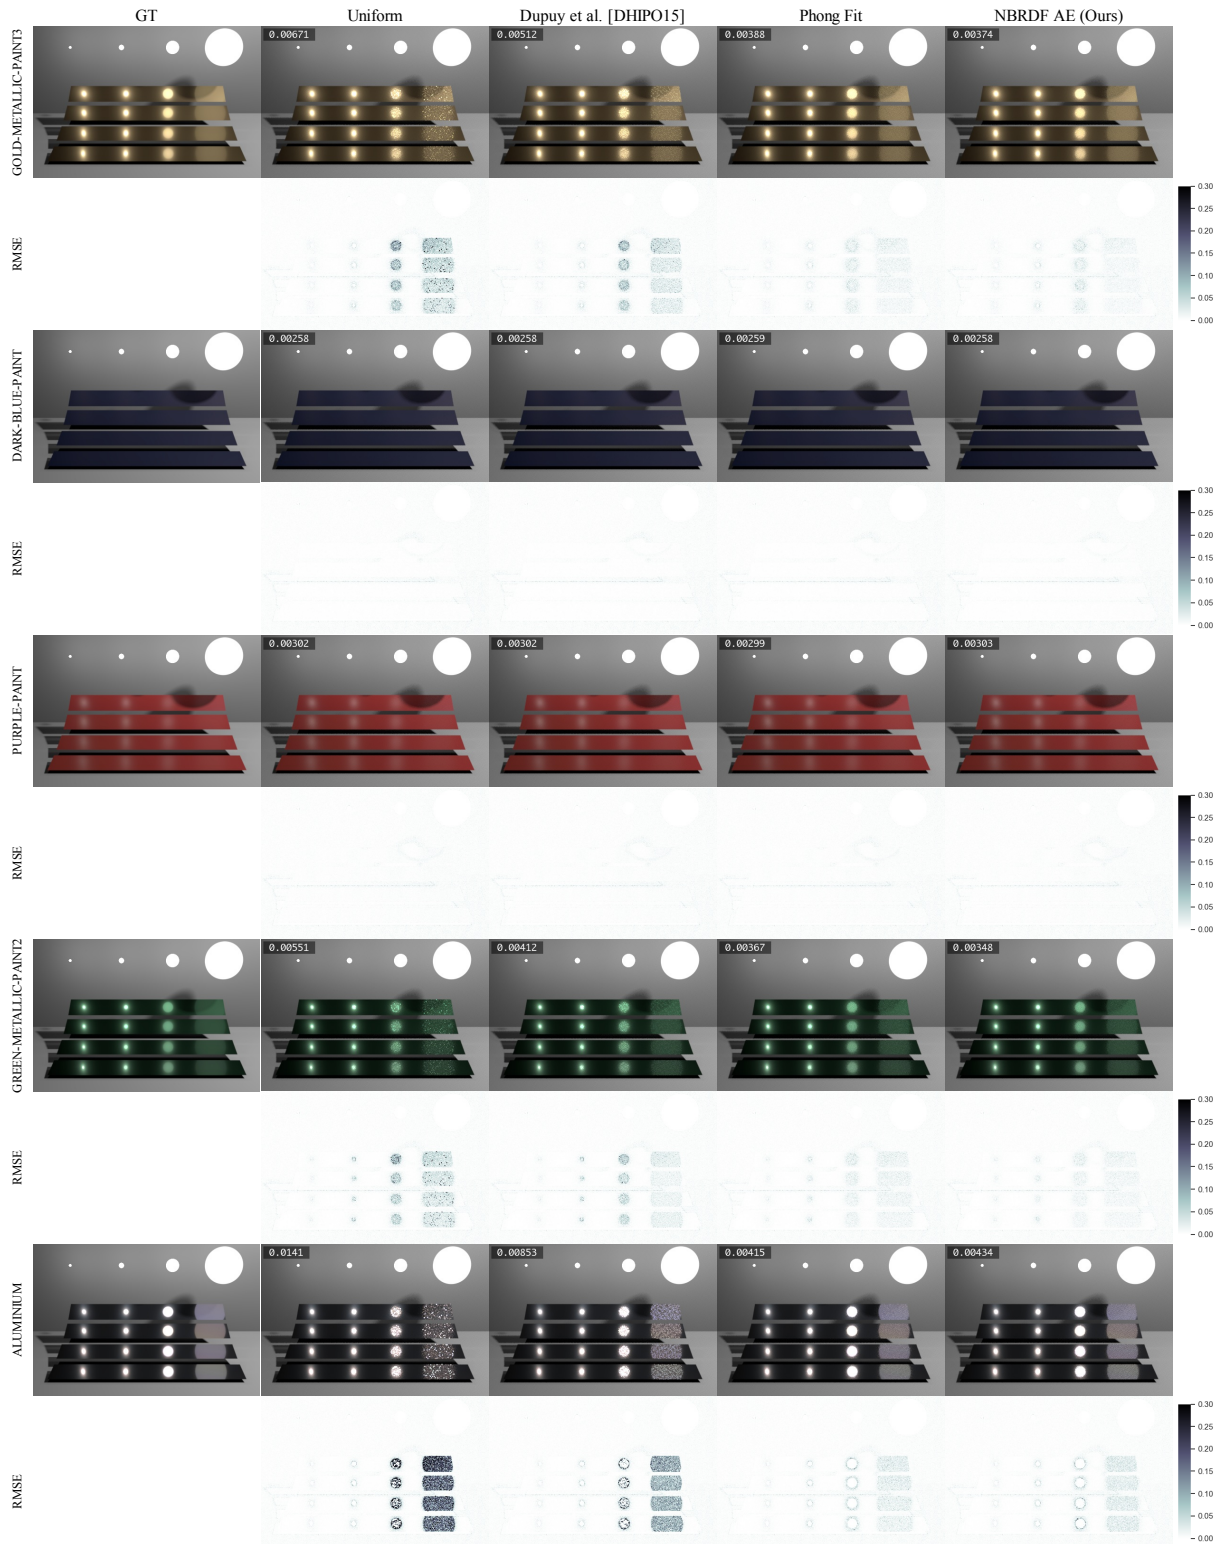 GT Uniform Dupuy et al. [DHIPO15] Phong Fit NBRDF AE (Ours)
GOLD-METALLIC-PAINT3
0.00671 0.00512 0.00388 0.00374
RMSE
0.30
0.25
0.20
0.15
0.10
0.05
0.00
DARK-BLUE-PAINT
0.00258 0.00258 0.00259 0.00258
RMSE
0.30
0.25
0.20
0.15
0.10
0.05
0.00
PURPLE-PAINT
0.00302 0.00302 0.00299 0.00303
RMSE
0.30
0.25
0.20
0.15
0.10
0.05
0.00
GREEN-METALLIC-PAINT2
0.00551 0.00412 0.00367 0.00348
RMSE
0.30
0.25
0.20
0.15
0.10
0.05
0.00
ALUMINIUM
0.0141 0.00853 0.00415 0.00434
RMSE
0.30
0.25
0.20
0.15
0.10
0.05
0.00